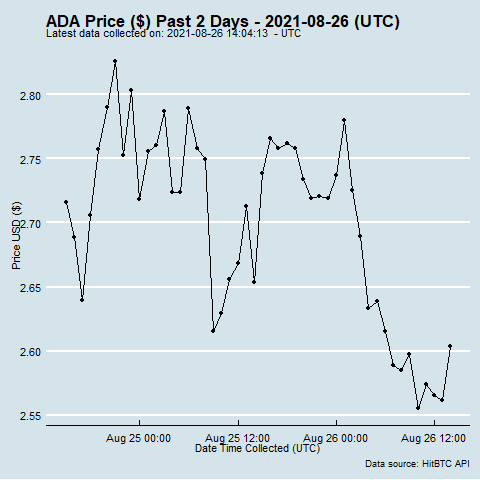 ADA Price ($) Past 2 Days - 2021-08-26 (UTC)
Latest data collected on: 2021-08-26 14:04:13 - UTC
2.80
2.75
2.70
2.65
2.60
2.55
Price USD ($)
Aug 25 00:00
Aug 25 12:00
Aug 26 00:00
Aug 26 12:00
Date Time Collected (UTC)
Data source: HitBTC API